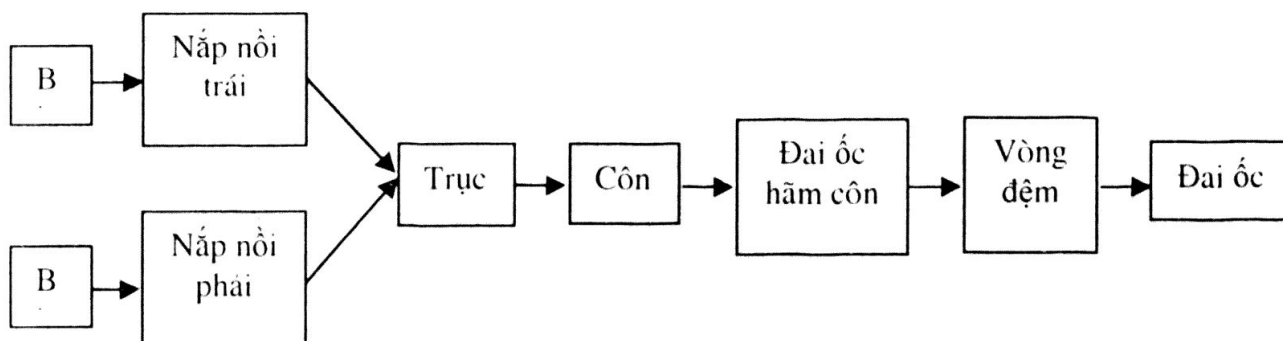 B
Nắp nồi
trái
Trục
Côn
Đai ốc
hãm côn
Vòng
đệm
Đai ốc
B
Nắp nồi
phải